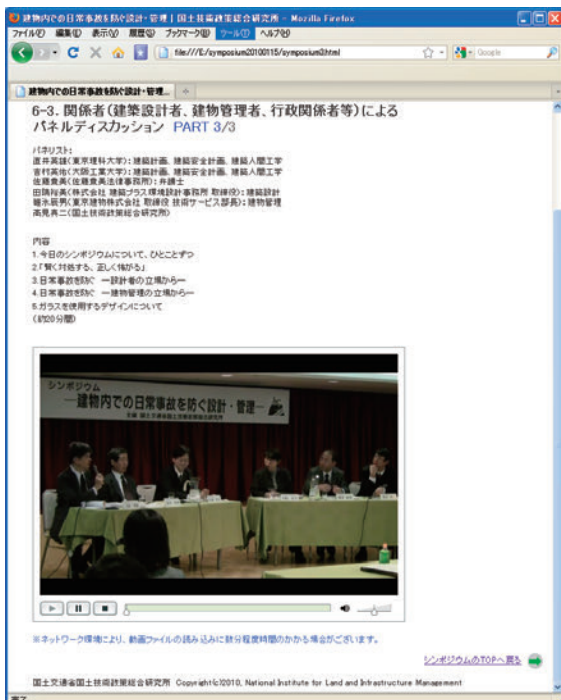 建物内での日常事故を防ぐ設計・管理 | 国土技術政策総合研究所 - Mozilla Firefox
ファイル(F) 編集(E) 表示(V) 履歴(S) ブックマーク(B) ツール(T) ヘルプ(H)
file:///E:/symposium20100115/symposium3.html
Google
建物内での日常事故を防ぐ設計・管理...
6-3. 関係者(建築設計者、建物管理者、行政関係者等)による
パネルディスカッション PART 3/3
パネリスト:
直井英雄(東京理科大学):建築計画、建築安全計画、建築人間工学
吉村英祐(大阪工業大学):建築計画、建築安全計画、建築人間工学
佐藤貴美(佐藤貴美法律事務所):弁護士
(株式会社 建築プラス環境設計事務所 取締役):建築設計
(東京建物株式会社 取締役 技術サービス部長):建物管理
高見真二(国土技術政策総合研究所)
内容
1.今日のシンポジウムについて、ひとことずつ
2.「賢く対処する、正しく怖がる」
3.日常事故を防ぐ ―設計者の立場から―
4.日常事故を防ぐ ―建物管理の立場から―
5.ガラスを使用するデザインについて
(約20分間)
シンポジウム
―建物内での日常事故を防ぐ設計・管理―
主催 国土交通省国土技術政策総合研究所
※ネットワーク環境により、動画ファイルの読み込みに数分程度時間のかかる場合がございます。
シンポジウムのTOPへ戻る
国土交通省国土技術政策総合研究所 Copyright(c)2010, National Institute for Land and Infrastructure Management
完了